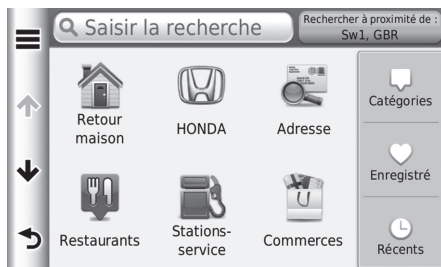 Saisir la recherche
Rechercher à proximité de :
Sw1, GBR
Retour
maison
HONDA
Adresse
Catégories
Restaurants
Stations-
service
Commerces
Enregistré
Récents